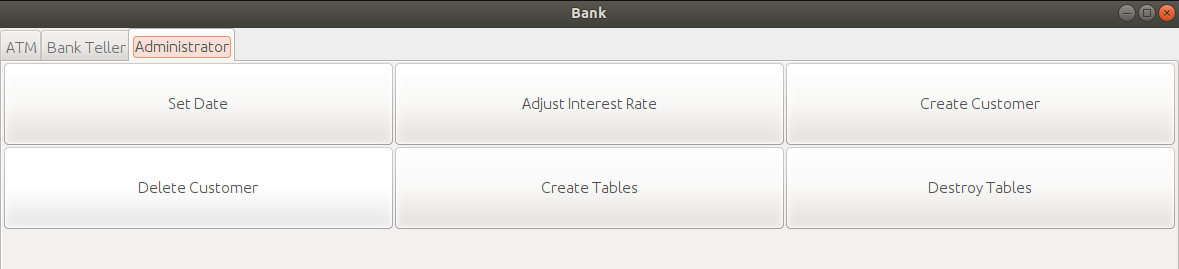 Bank
ATM Bank Teller Administrator
Set Date Adjust Interest Rate Create Customer
Delete Customer Create Tables Destroy Tables